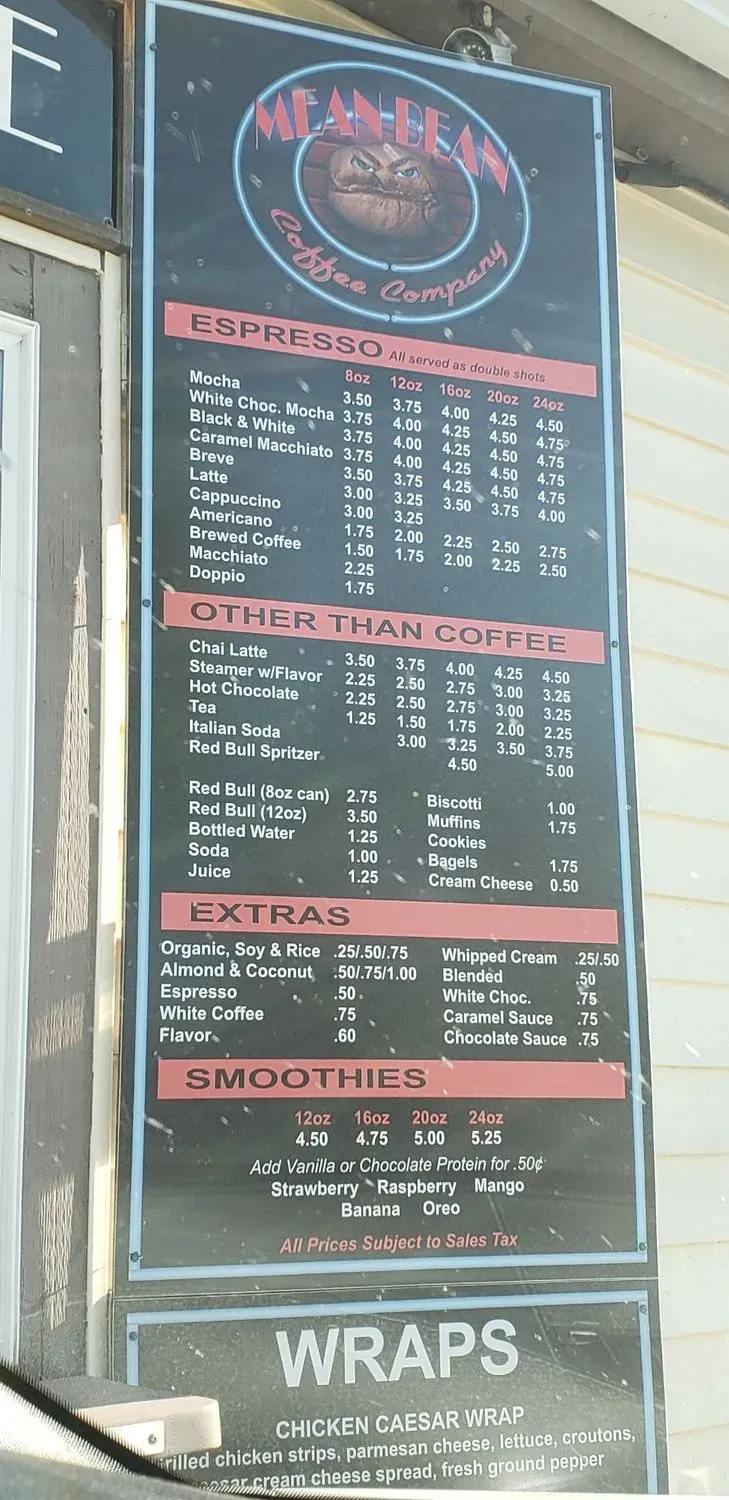 MEAN BEAN
Coffee Company
ESPRESSO All served as double shots
8oz 12oz 16oz 20oz 24oz
Mocha 3.50 3.75 4.00 4.25 4.50
White Choc. Mocha 3.75 4.00 4.25 4.50 4.75
Black & White 3.75 4.00 4.25 4.50 4.75
Caramel Macchiato 3.75 4.00 4.25 4.50 4.75
Breve 3.50 3.75 4.25 4.50 4.75
Latte 3.00 3.25 3.50 3.75 4.00
Cappuccino 3.00 3.25
Americano 1.75 2.00 2.25 2.50 2.75
Brewed Coffee 1.50 1.75 2.00 2.25 2.50
Macchiato 2.25
Doppio 1.75
OTHER THAN COFFEE
Chai Latte 3.50 3.75 4.00 4.25 4.50
Steamer w/Flavor 2.25 2.50 2.75 3.00 3.25
Hot Chocolate 2.25 2.50 2.75 3.00 3.25
Tea 1.25 1.50 1.75 2.00 2.25
Italian Soda 3.00 3.25 3.50 3.75
Red Bull Spritzer 4.50 5.00
Red Bull (8oz can) 2.75 Biscotti 1.00
Red Bull (12oz) 3.50 Muffins 1.75
Bottled Water 1.25 Cookies
Soda 1.00 Bagels 1.75
Juice 1.25 Cream Cheese 0.50
EXTRAS
Organic, Soy & Rice .25/.50/.75 Whipped Cream .25/.50
Almond & Coconut .50/.75/1.00 Blended .50
Espresso .50 White Choc. .75
White Coffee .75 Caramel Sauce .75
Flavor .60 Chocolate Sauce .75
SMOOTHIES
12oz 16oz 20oz 24oz
4.50 4.75 5.00 5.25
Add Vanilla or Chocolate Protein for .50¢
Strawberry Raspberry Mango
Banana Oreo
All Prices Subject to Sales Tax
WRAPS
CHICKEN CAESAR WRAP
rilled chicken strips, parmesan cheese, lettuce, croutons,
cream cheese spread, fresh ground pepper